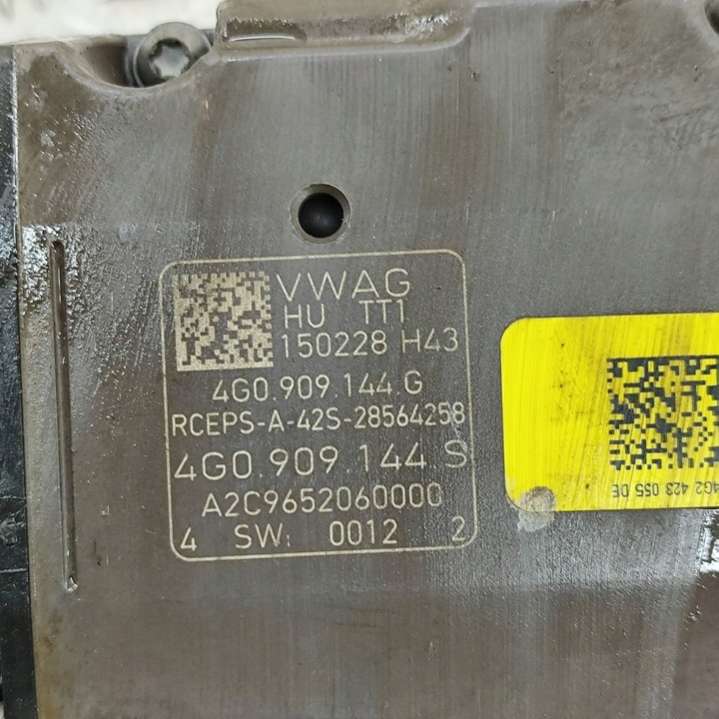 VWAG
HU TT1
150228 H43
4G0.909.144.G
RCEPS-A-42S-28564258
4G0.909.144.S
A2C9652060000
4 SW: 0012 2
4G2 423 055 DE